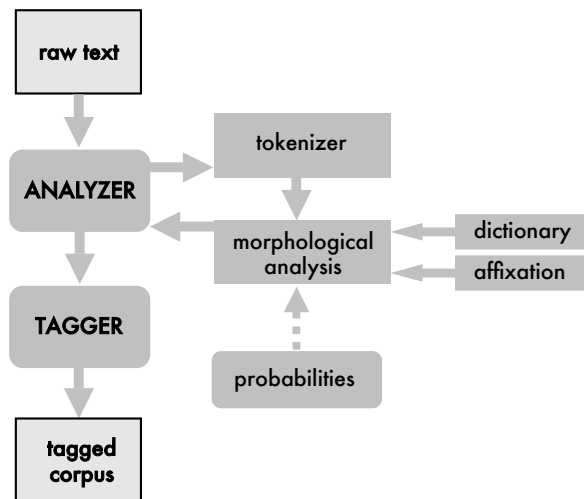 raw text
tokenizer
ANALYZER
morphological
analysis
dictionary
affixation
TAGGER
probabilities
tagged
corpus